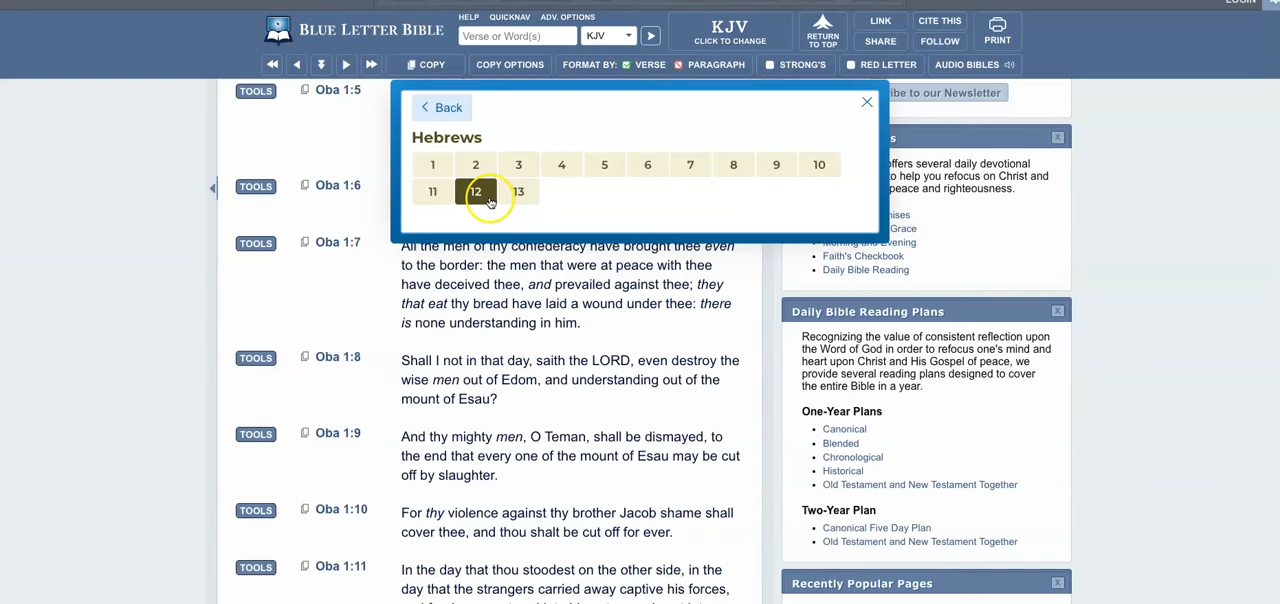 LOGIN
HELP QUICKNAV ADV. OPTIONS
BLUE LETTER BIBLE
Verse or Word(s)
KJV
KJV
CLICK TO CHANGE
RETURN
TO TOP
LINK
SHARE
CITE THIS
FOLLOW
PRINT
COPY
COPY OPTIONS
FORMAT BY: VERSE PARAGRAPH
STRONG'S
RED LETTER
AUDIO BIBLES
Back
Hebrews
1 2 3 4 5 6 7 8 9 10
11 12 13
TOOLS Oba 1:5
TOOLS Oba 1:6
TOOLS Oba 1:7
All the men of thy confederacy have brought thee even
to the border: the men that were at peace with thee
have deceived thee, and prevailed against thee; they
that eat thy bread have laid a wound under thee: there
is none understanding in him.
TOOLS Oba 1:8
Shall I not in that day, saith the LORD, even destroy the
wise men out of Edom, and understanding out of the
mount of Esau?
TOOLS Oba 1:9
And thy mighty men, O Teman, shall be dismayed, to
the end that every one of the mount of Esau may be cut
off by slaughter.
TOOLS Oba 1:10
For thy violence against thy brother Jacob shame shall
cover thee, and thou shalt be cut off for ever.
TOOLS Oba 1:11
In the day that thou stoodest on the other side, in the
day that the strangers carried away captive his forces,
to our Newsletter
several daily devotional
to help you refocus on Christ and
peace and righteousness.
Grace
Morning and Evening
Faith's Checkbook
Daily Bible Reading
Daily Bible Reading Plans
Recognizing the value of consistent reflection upon
the Word of God in order to refocus one's mind and
heart upon Christ and His Gospel of peace, we
provide several reading plans designed to cover
the entire Bible in a year.
One-Year Plans
Canonical
Blended
Chronological
Historical
Old Testament and New Testament Together
Two-Year Plan
Canonical Five Day Plan
Old Testament and New Testament Together
Recently Popular Pages